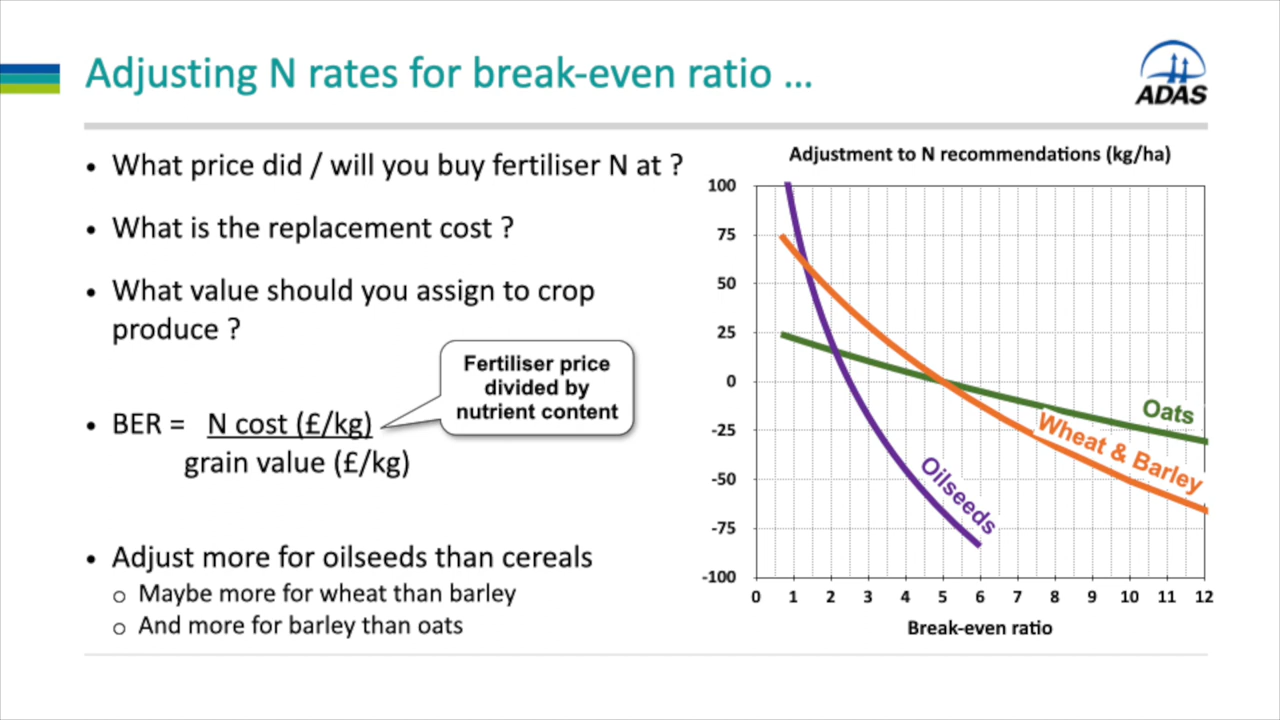 Adjusting N rates for break-even ratio ...
ADAS
• What price did / will you buy fertiliser N at ?
• What is the replacement cost ?
• What value should you assign to crop
produce ?
Fertiliser price
divided by
nutrient content
• BER = N cost (£/kg)
grain value (£/kg)
• Adjust more for oilseeds than cereals
o Maybe more for wheat than barley
o And more for barley than oats
Adjustment to N recommendations (kg/ha)
100
75
50
25
0
-25
-50
-75
-100
Oats
Wheat & Barley
Oilseeds
0 1 2 3 4 5 6 7 8 9 10 11 12
Break-even ratio